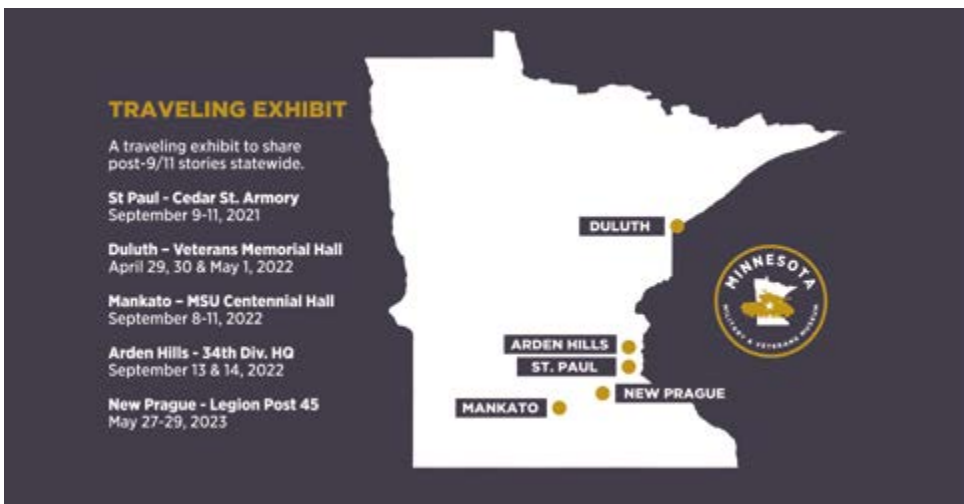 TRAVELING EXHIBIT
A traveling exhibit to share
post-9/11 stories statewide.
St Paul - Cedar St. Armory
September 9-11, 2021
Duluth – Veterans Memorial Hall
April 29, 30 & May 1, 2022
Mankato – MSU Centennial Hall
September 8-11, 2022
Arden Hills - 34th Div. HQ
September 13 & 14, 2022
New Prague - Legion Post 45
May 27-29, 2023
DULUTH
ARDEN HILLS
ST. PAUL
NEW PRAGUE
MANKATO
MINNESOTA
MILITARY & VETERANS MUSEUM